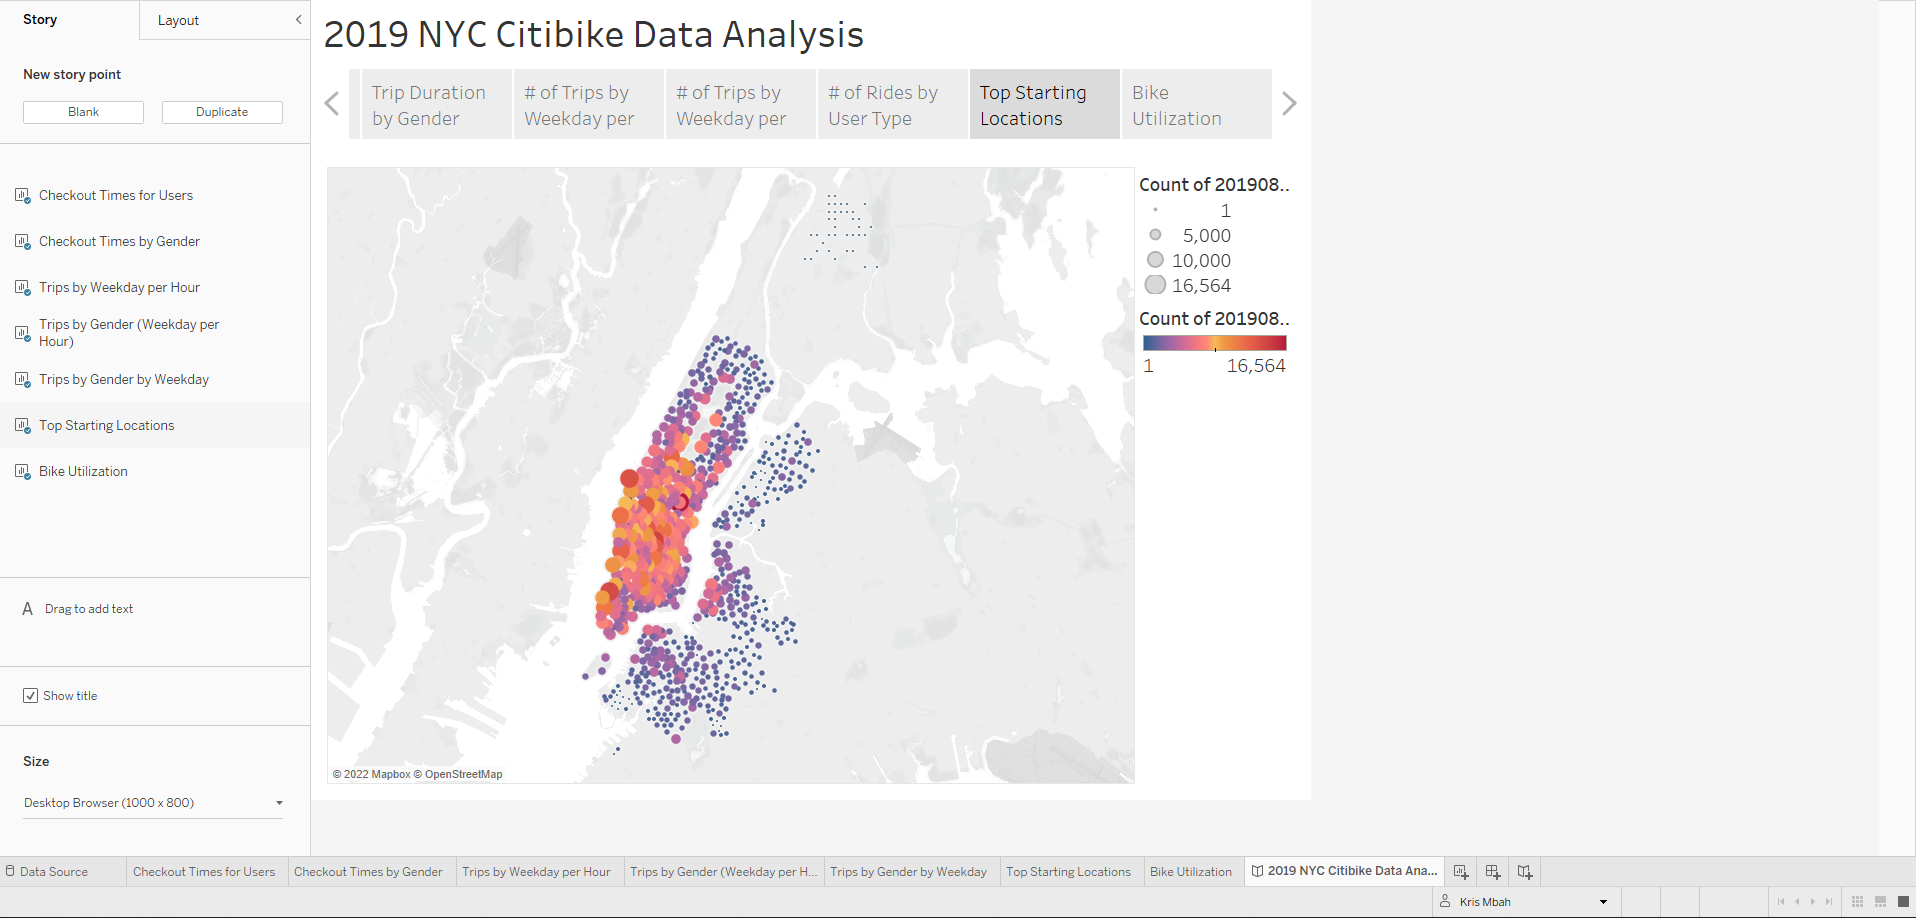 Story
Layout
New story point
Blank
Duplicate
Checkout Times for Users
Checkout Times by Gender
Trips by Weekday per Hour
Trips by Gender (Weekday per
Hour)
Trips by Gender by Weekday
Top Starting Locations
Bike Utilization
A Drag to add text
Show title
Size
Desktop Browser (1000 x 800)
2019 NYC Citibike Data Analysis
Trip Duration
by Gender
# of Trips by
Weekday per
# of Trips by
Weekday per
# of Rides by
User Type
Top Starting
Locations
Bike
Utilization
Count of 201908..
1
5,000
10,000
16,564
Count of 201908..
1 16,564
© 2022 Mapbox © OpenStreetMap
Data Source
Checkout Times for Users
Checkout Times by Gender
Trips by Weekday per Hour
Trips by Gender (Weekday per H...
Trips by Gender by Weekday
Top Starting Locations
Bike Utilization
2019 NYC Citibike Data Ana...
Kris Mbah